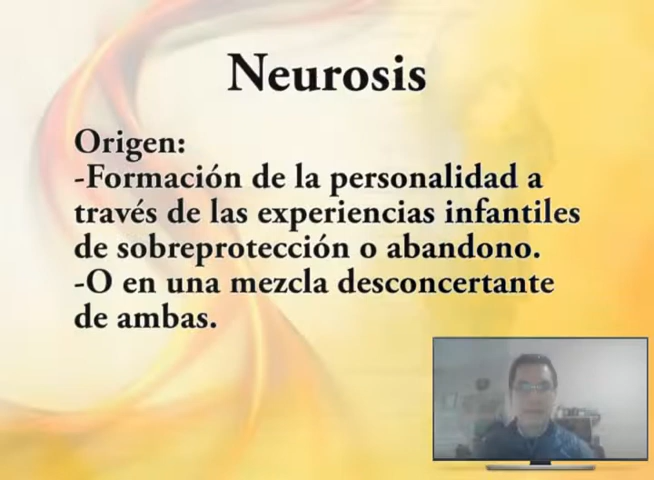 Neurosis
Origen:
-Formación de la personalidad a
través de las experiencias infantiles
de sobreprotección o abandono.
-O en una mezcla desconcertante
de ambas.